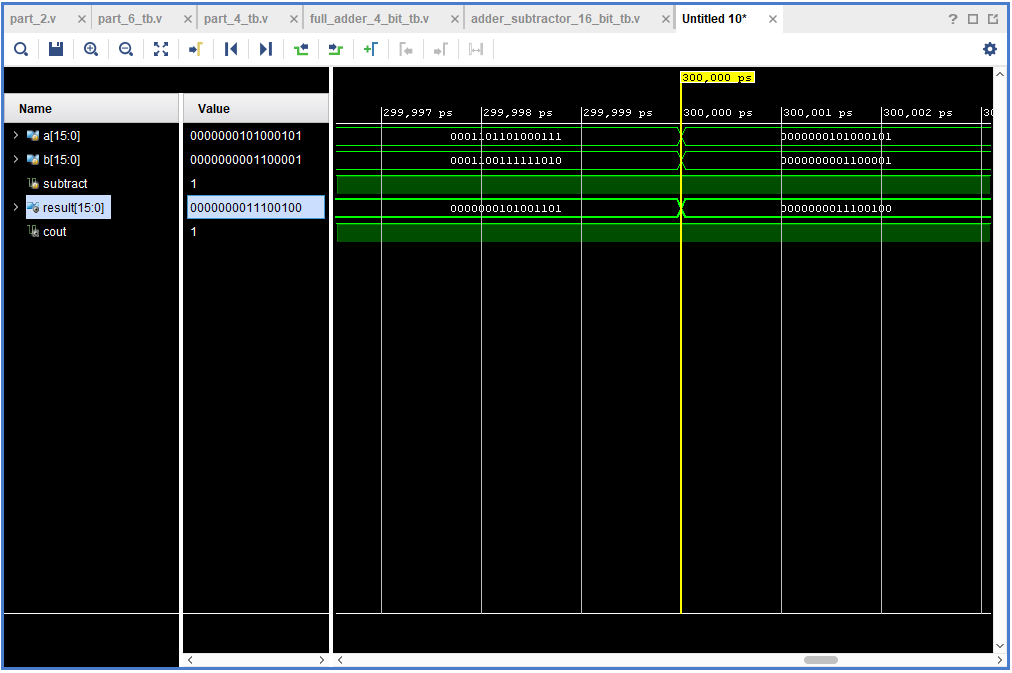 part_2.v part_6_tb.v part_4_tb.v full_adder_4_bit_tb.v adder_subtractor_16_bit_tb.v Untitled 10*
300,000 ps
Name Value 299,997 ps 299,998 ps 299,999 ps 300,000 ps 300,001 ps 300,002 ps
a[15:0] 0000000101000101 0001101101000111 0000000101000101
b[15:0] 0000000001100001 0001100111111010 0000000001100001
subtract 1
result[15:0] 0000000011100100 0000000101001101 0000000011100100
cout 1